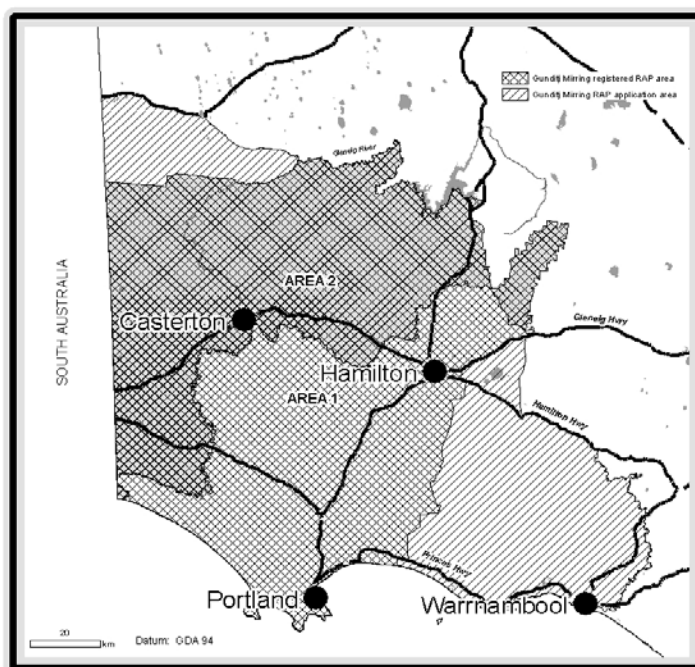 Gunditj Mirring registered RAP area
Gunditj Mirring RAP application area
Glenelg River
SOUTH AUSTRALIA
AREA 2
Casterton
Glenelg Hwy
Hamilton
AREA 1
Hamilton Hwy
Princes Hwy
Portland
Warrnambool
20
km
Datum: GDA 94